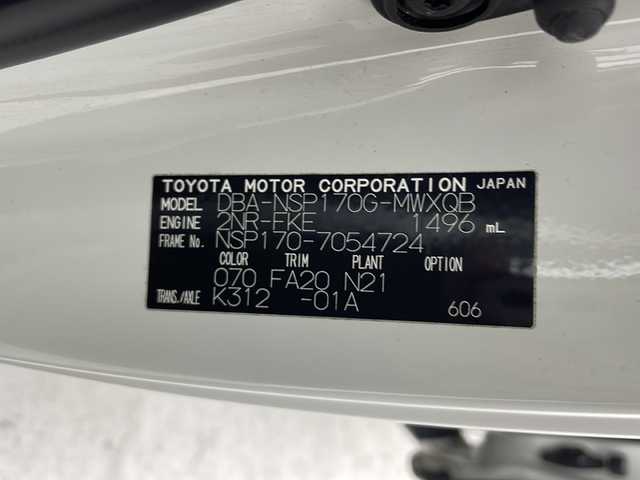 TOYOTA MOTOR CORPORATION JAPAN
MODEL DBA-NSP170G-MWXQB
ENGINE 2NR-FKE 1496 mL
FRAME No. NSP170-7054724
COLOR TRIM PLANT OPTION
070 FA20 N21
TRANS./AXLE K312 -01A 606